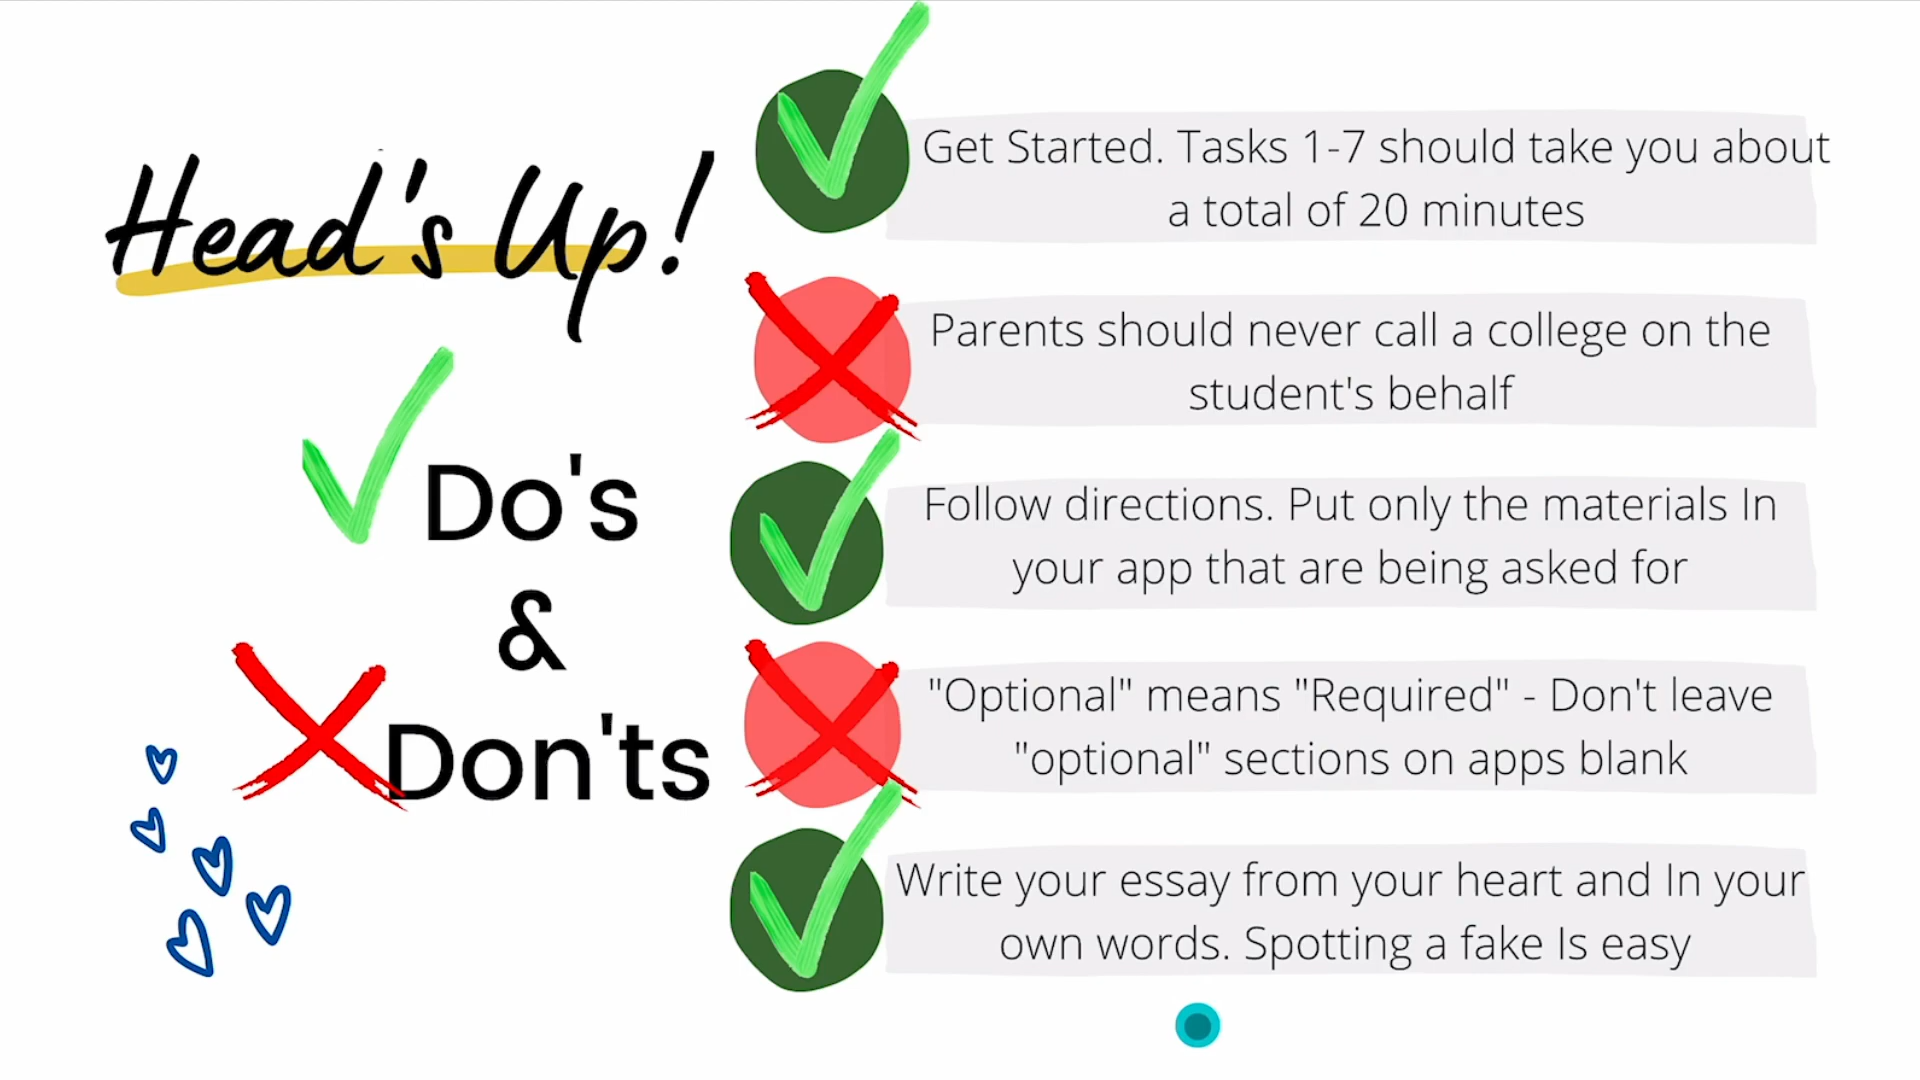 Head's Up!
Do's
&
Don'ts
Get Started. Tasks 1-7 should take you about
a total of 20 minutes
Parents should never call a college on the
student's behalf
Follow directions. Put only the materials In
your app that are being asked for
"Optional" means "Required" - Don't leave
"optional" sections on apps blank
Write your essay from your heart and In your
own words. Spotting a fake Is easy